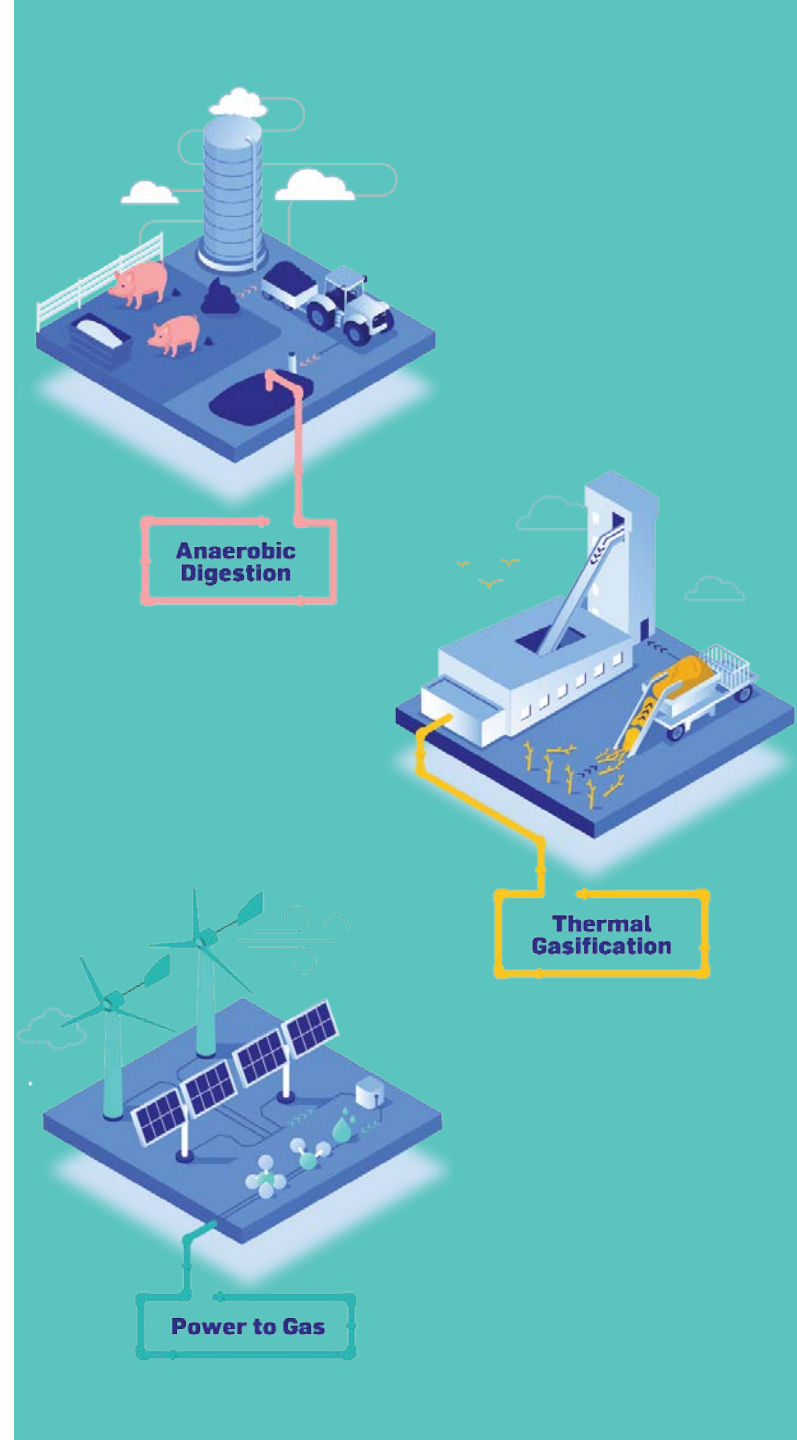 Anaerobic
Digestion
Thermal
Gasification
Power to Gas